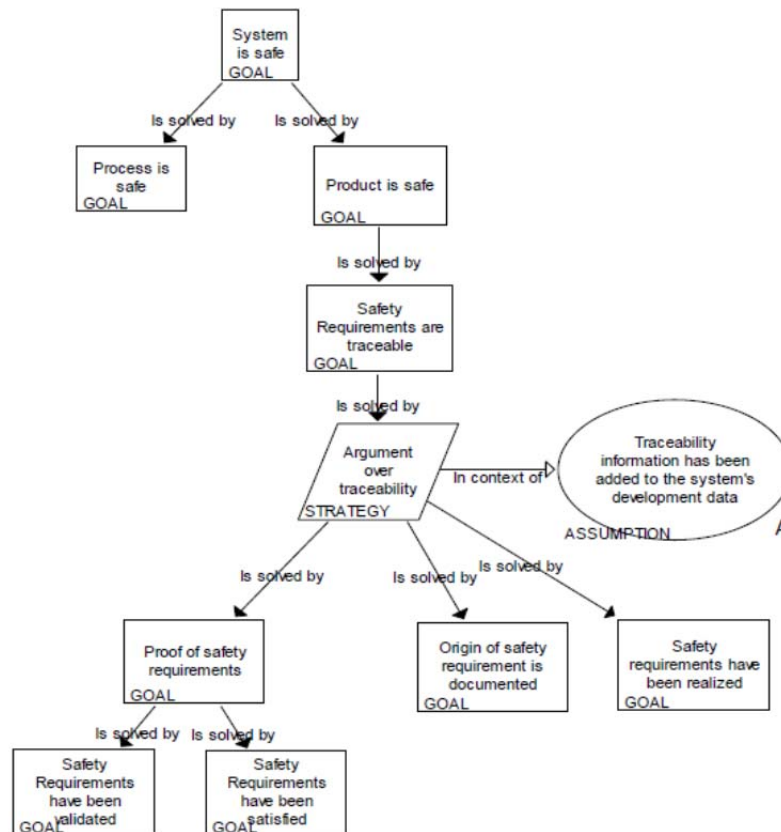 System
is safe
GOAL
Is solved by
Is solved by
Process is
safe
GOAL
Product is safe
GOAL
Is solved by
Safety
Requirements are
traceable
GOAL
Is solved by
Argument
over
traceability
STRATEGY
In context of
Traceability
information has been
added to the system's
development data
ASSUMPTION
A
Is solved by
Is solved by
Is solved by
Proof of safety
requirements
GOAL
Origin of safety
requirement is
documented
GOAL
Safety
requirements have
been realized
GOAL
Is solved by
Is solved by
Safety
Requirements
have been
validated
GOAL
Safety
Requirements
have been
satisfied
GOAL